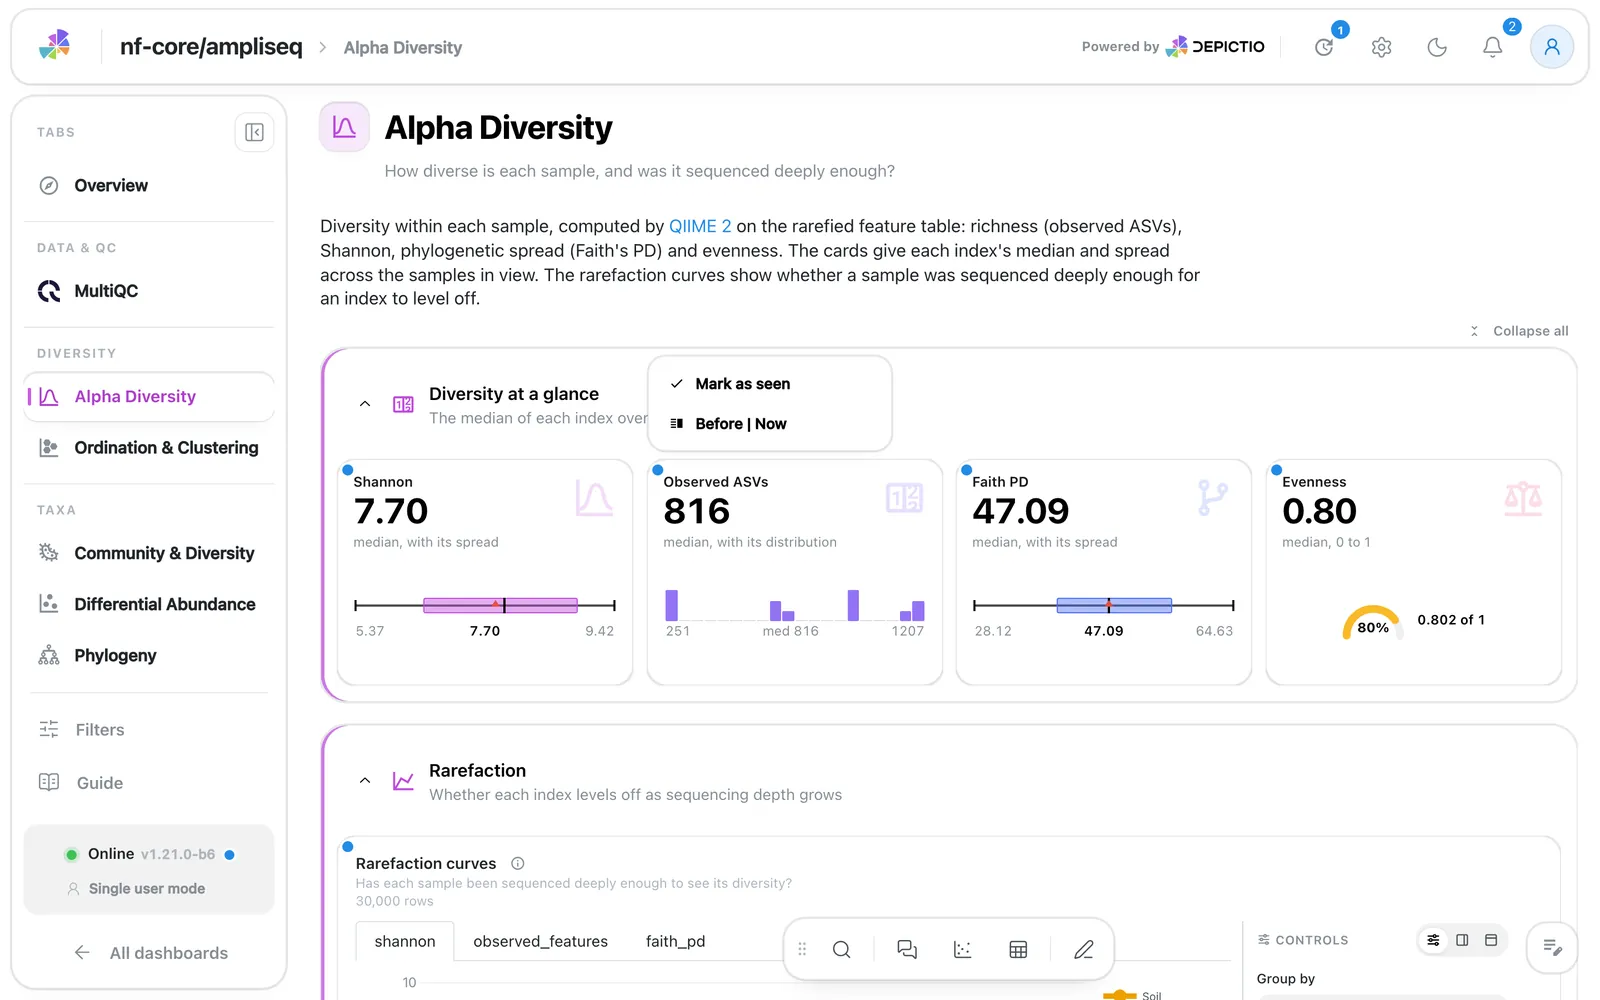 nf-core/ampliseq
Alpha Diversity
Powered by DEPICTIO
1
2
TABS
Overview
DATA & QC
MultiQC
DIVERSITY
Alpha Diversity
Ordination & Clustering
TAXA
Community & Diversity
Differential Abundance
Phylogeny
Filters
Guide
Online v1.21.0-b6
Single user mode
All dashboards
Alpha Diversity
How diverse is each sample, and was it sequenced deeply enough?
Diversity within each sample, computed by QIIME 2 on the rarefied feature table: richness (observed ASVs),
Shannon, phylogenetic spread (Faith's PD) and evenness. The cards give each index's median and spread
across the samples in view. The rarefaction curves show whether a sample was sequenced deeply enough for
an index to level off.
Collapse all
Diversity at a glance
The median of each index over
Mark as seen
Before | Now
Shannon
7.70
median, with its spread
5.37 7.70 9.42
Observed ASVs
816
median, with its distribution
251 med 816 1207
Faith PD
47.09
median, with its spread
28.12 47.09 64.63
Evenness
0.80
median, 0 to 1
80%
0.802 of 1
Rarefaction
Whether each index levels off as sequencing depth grows
Rarefaction curves
Has each sample been sequenced deeply enough to see its diversity?
30,000 rows
shannon observed_features faith_pd
10
Soil
CONTROLS
Group by